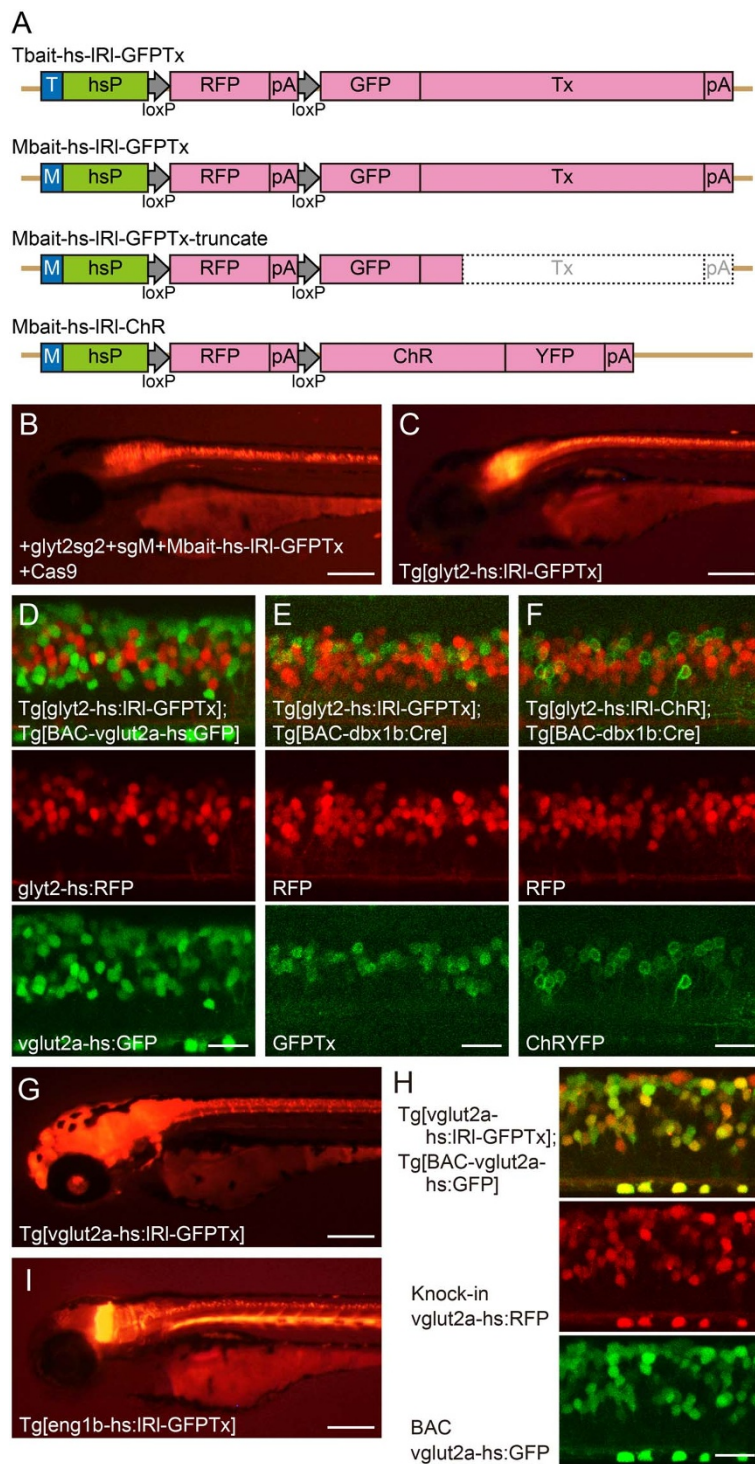 A
Tbait-hs-lRl-GFPTx
T hsP RFP pA GFP Tx pA
loxP loxP
Mbait-hs-lRl-GFPTx
M hsP RFP pA GFP Tx pA
loxP loxP
Mbait-hs-lRl-GFPTx-truncate
M hsP RFP pA GFP Tx pA
loxP loxP
Mbait-hs-lRl-ChR
M hsP RFP pA ChR YFP pA
loxP loxP
B
+glyt2sg2+sgM+Mbait-hs-lRl-GFPTx
+Cas9
C
Tg[glyt2-hs:lRl-GFPTx]
D
Tg[glyt2-hs:lRl-GFPTx];
Tg[BAC-vglut2a-hs:GFP]
glyt2-hs:RFP
vglut2a-hs:GFP
E
Tg[glyt2-hs:lRl-GFPTx];
Tg[BAC-dbx1b:Cre]
RFP
GFPTx
F
Tg[glyt2-hs:lRl-ChR];
Tg[BAC-dbx1b:Cre]
RFP
ChRYFP
G
Tg[vglut2a-hs:lRl-GFPTx]
H
Tg[vglut2a-
hs:lRl-GFPTx];
Tg[BAC-vglut2a-
hs:GFP]
Knock-in
vglut2a-hs:RFP
BAC
vglut2a-hs:GFP
I
Tg[eng1b-hs:lRl-GFPTx]